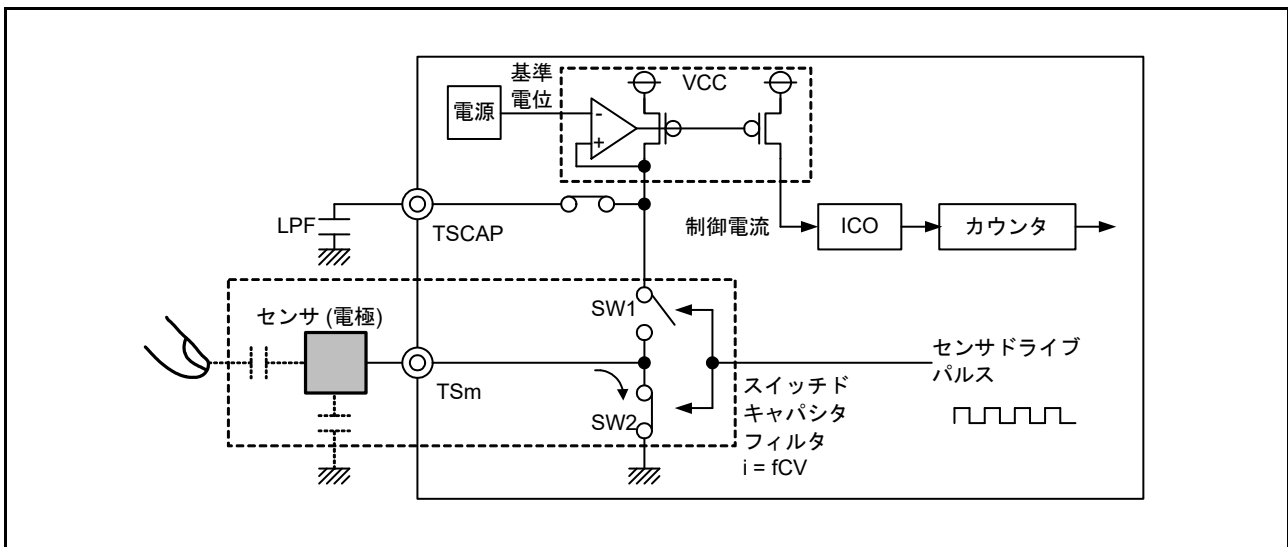 基準
電位
VCC
電源
-
+
LPF
TSCAP
制御電流
ICO
カウンタ
センサ (電極)
SW1
TSm
SW2
センサドライブ
パルス
スイッチド
キャパシタ
フィルタ
i = fCV